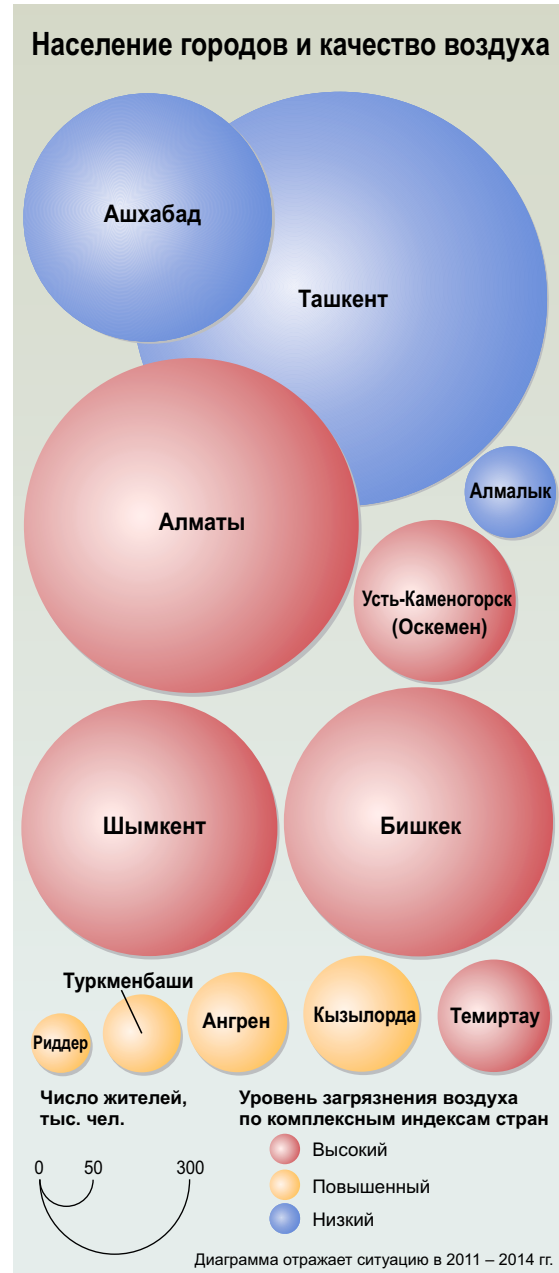 Население городов и качество воздуха
Ашхабад
Ташкент
Алмалык
Алматы
Усть-Каменогорск
(Оскемен)
Шымкент
Бишкек
Туркменбаши
Риддер
Ангрен
Кызылорда
Темиртау
Число жителей,
тыс. чел.
0 50 300
Уровень загрязнения воздуха
по комплексным индексам стран
Высокий
Повышенный
Низкий
Диаграмма отражает ситуацию в 2011 – 2014 гг.